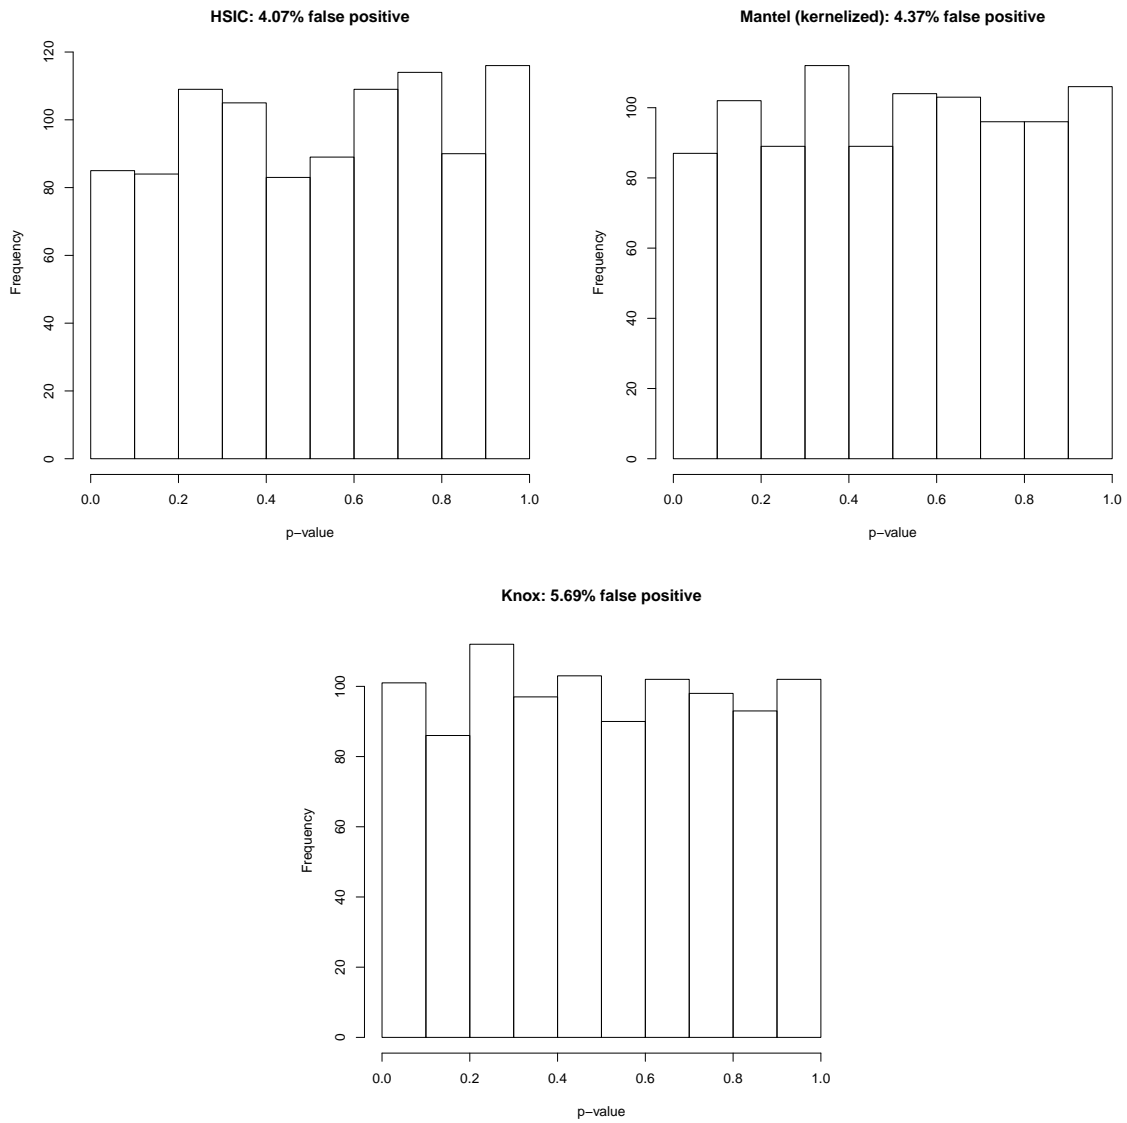 HSIC: 4.07% false positive
Frequency
0
20
40
60
80
100
120
0.0 0.2 0.4 0.6 0.8 1.0
p−value
Mantel (kernelized): 4.37% false positive
Frequency
0
20
40
60
80
100
0.0 0.2 0.4 0.6 0.8 1.0
p−value
Knox: 5.69% false positive
Frequency
0
20
40
60
80
100
0.0 0.2 0.4 0.6 0.8 1.0
p−value